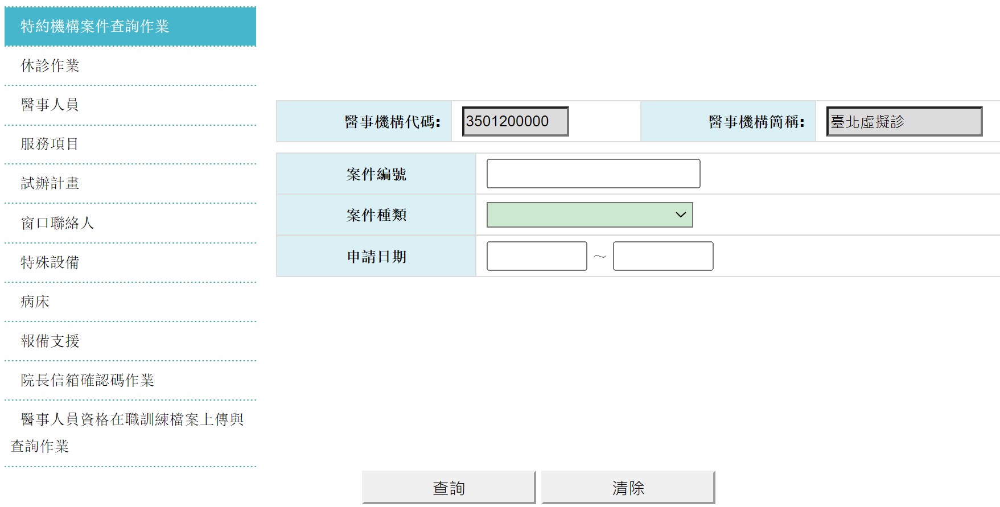 特約機構案件查詢作業
休診作業
醫事人員
服務項目
試辦計畫
窗口聯絡人
特殊設備
病床
報備支援
院長信箱確認碼作業
醫事人員資格在職訓練檔案上傳與
查詢作業
醫事機構代碼: 3501200000 醫事機構簡稱: 臺北虛擬診
案件編號
案件種類
申請日期 ～
查詢 清除